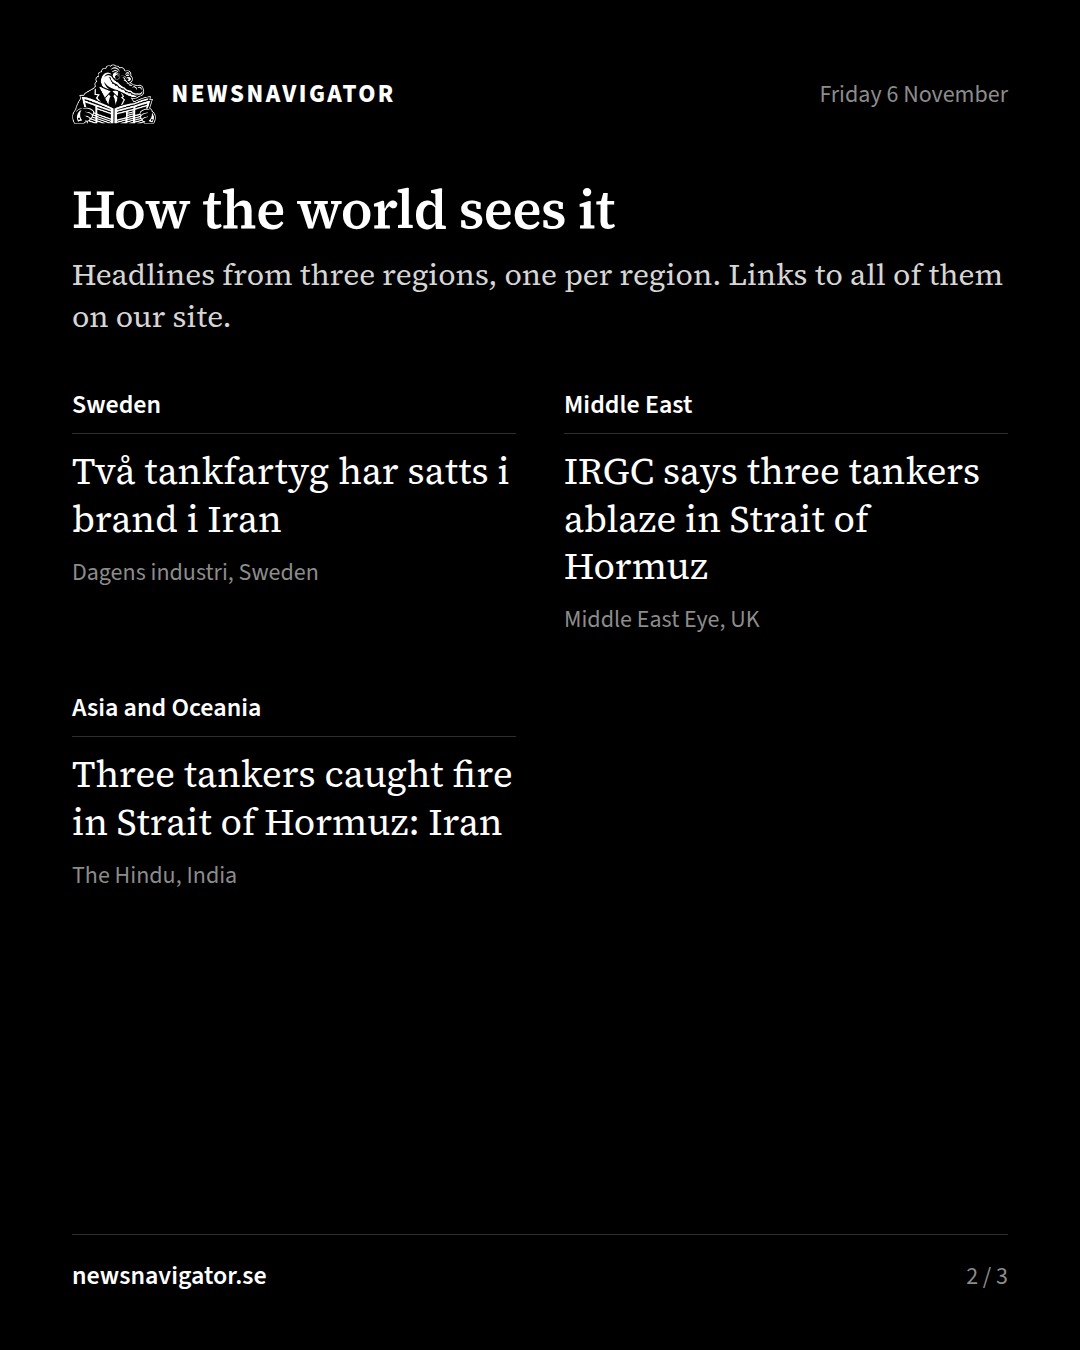 NEWSNAVIGATOR
Friday 6 November
How the world sees it
Headlines from three regions, one per region. Links to all of them
on our site.
Sweden
Två tankfartyg har satts i
brand i Iran
Dagens industri, Sweden
Middle East
IRGC says three tankers
ablaze in Strait of
Hormuz
Middle East Eye, UK
Asia and Oceania
Three tankers caught fire
in Strait of Hormuz: Iran
The Hindu, India
newsnavigator.se
2 / 3